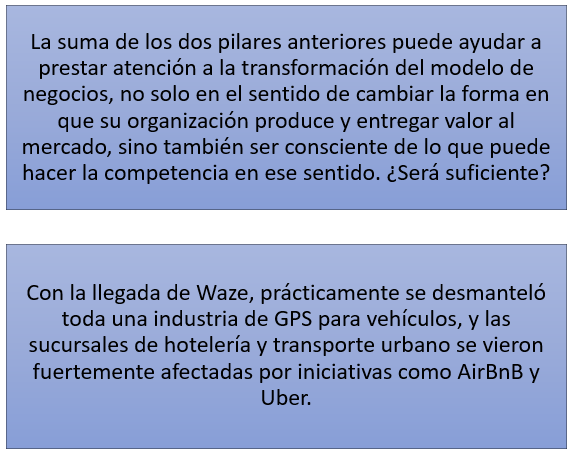 La suma de los dos pilares anteriores puede ayudar a
prestar atención a la transformación del modelo de
negocios, no solo en el sentido de cambiar la forma en
que su organización produce y entregar valor al
mercado, sino también ser consciente de lo que puede
hacer la competencia en ese sentido. ¿Será suficiente?
Con la llegada de Waze, prácticamente se desmanteló
toda una industria de GPS para vehículos, y las
sucursales de hotelería y transporte urbano se vieron
fuertemente afectadas por iniciativas como AirBnB y
Uber.